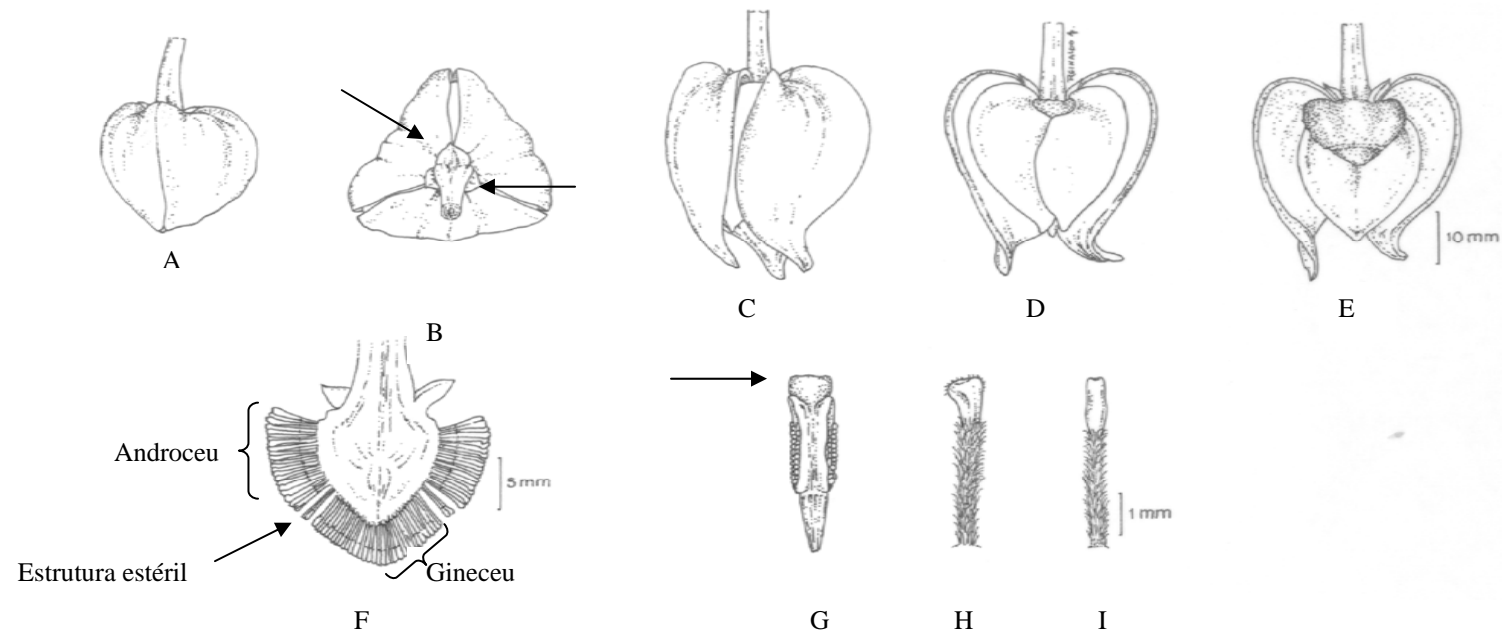 A
B
C
D
E
10 mm
Androceu
5 mm
Estrutura estéril
Gineceu
1 mm
F
G
H
I